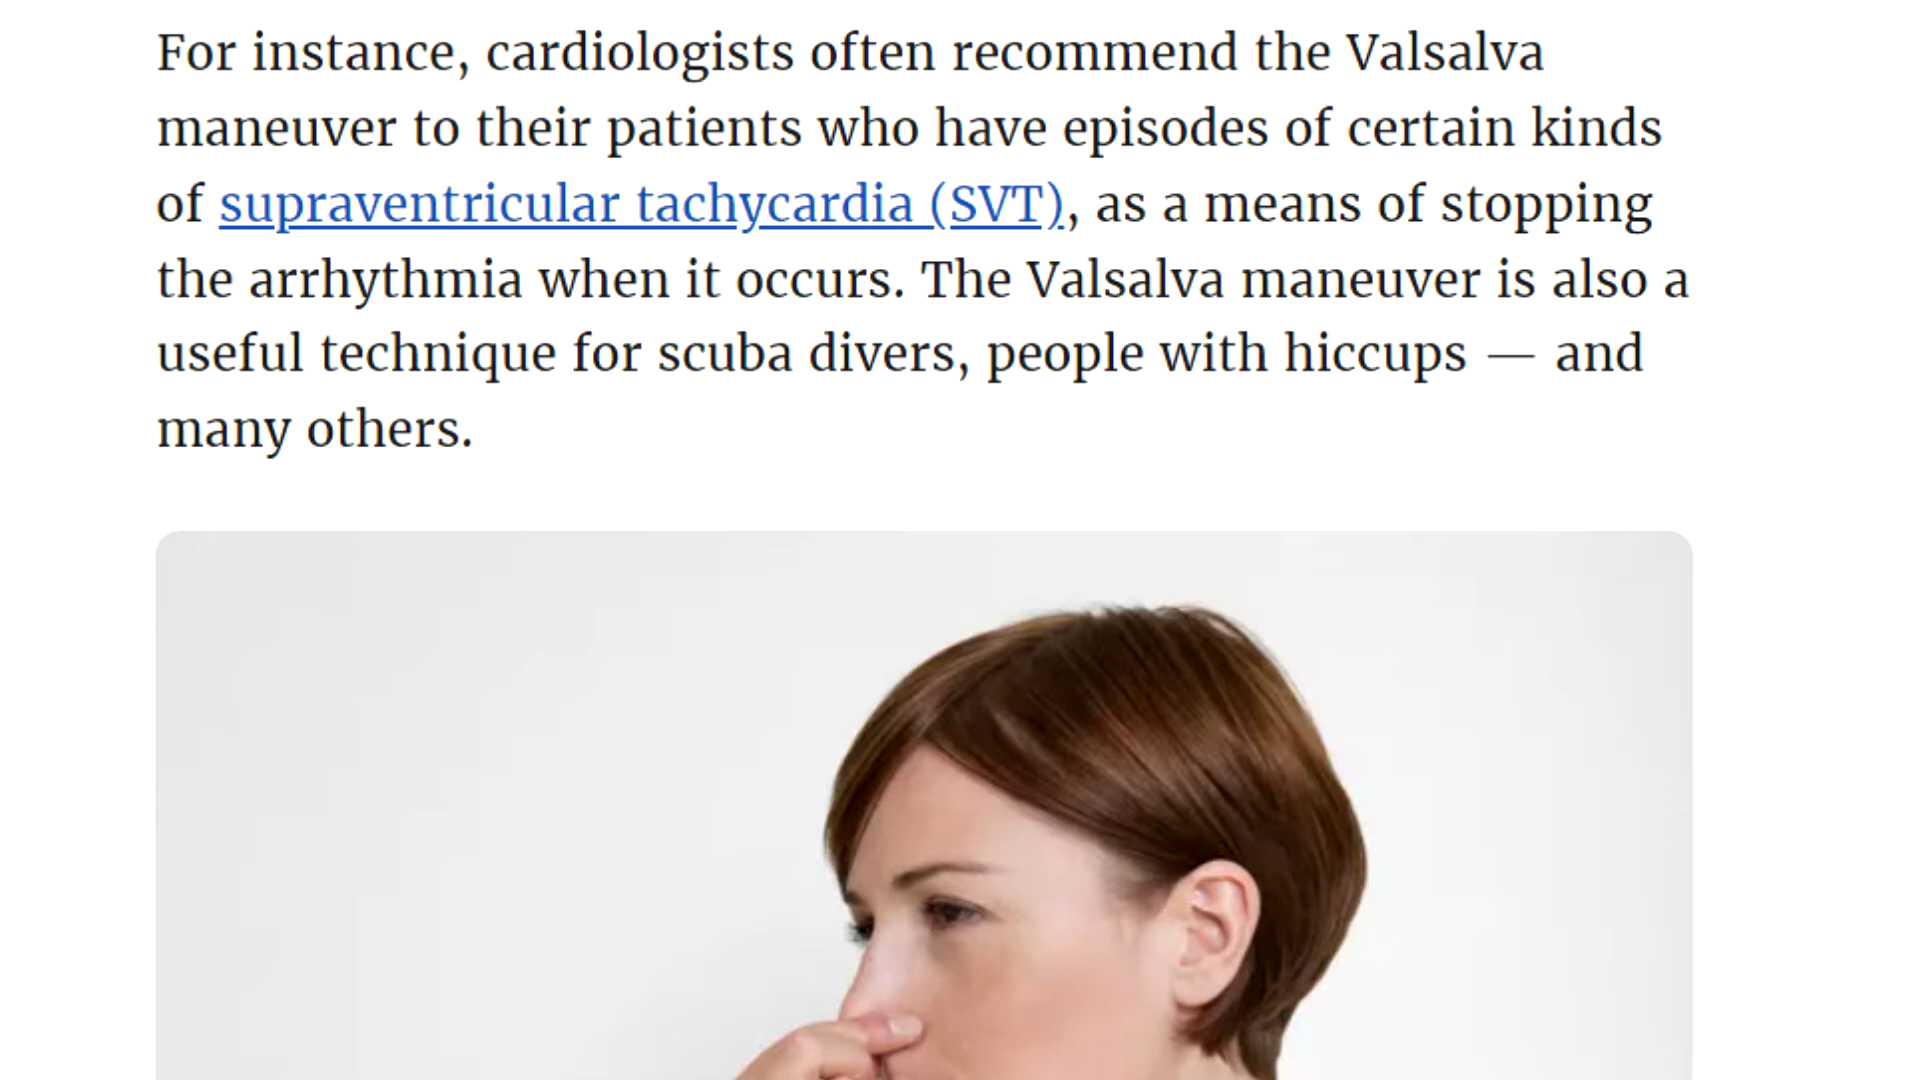 For instance, cardiologists often recommend the Valsalva
maneuver to their patients who have episodes of certain kinds
of supraventricular tachycardia (SVT), as a means of stopping
the arrhythmia when it occurs. The Valsalva maneuver is also a
useful technique for scuba divers, people with hiccups — and
many others.